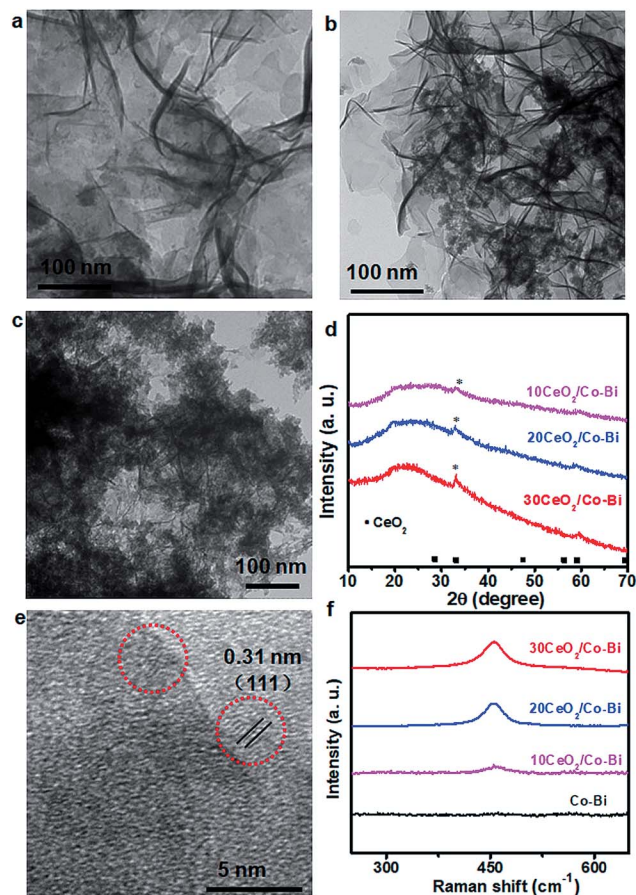 a
100 nm
b
100 nm
c
100 nm
d
Intensity (a. u.)
*
10CeO₂/Co-Bi
*
20CeO₂/Co-Bi
*
30CeO₂/Co-Bi
▪ CeO₂
10 20 30 40 50 60 70
2θ (degree)
e
0.31 nm
(111)
5 nm
f
Intensity (a. u.)
30CeO₂/Co-Bi
20CeO₂/Co-Bi
10CeO₂/Co-Bi
Co-Bi
300 450 600
Raman shift (cm⁻¹)